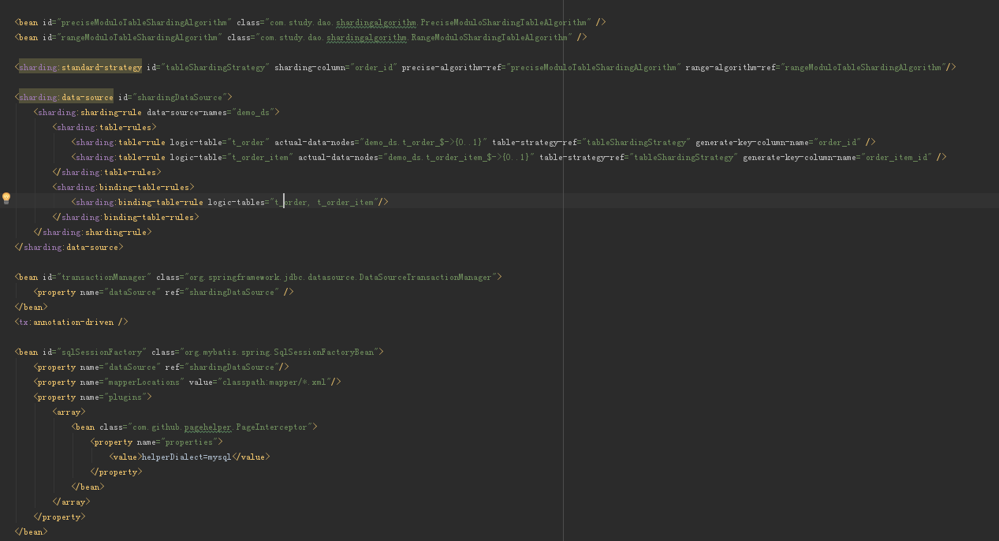 <bean id="preciseModuloTableShardingAlgorithm" class="com.study.dao.shardingalgorithm.PreciseModuloShardingTableAlgorithm" />
<bean id="rangeModuloTableShardingAlgorithm" class="com.study.dao.shardingalgorithm.RangeModuloShardingTableAlgorithm" />
<sharding:standard-strategy id="tableShardingStrategy" sharding-column="order_id" precise-algorithm-ref="preciseModuloTableShardingAlgorithm" range-algorithm-ref="rangeModuloTableShardingAlgorithm"/>
<sharding:data-source id="shardingDataSource">
<sharding:sharding-rule data-source-names="demo_ds">
<sharding:table-rules>
<sharding:table-rule logic-table="t_order" actual-data-nodes="demo_ds.t_order_$->{0..1}" table-strategy-ref="tableShardingStrategy" generate-key-column-name="order_id" />
<sharding:table-rule logic-table="t_order_item" actual-data-nodes="demo_ds.t_order_item_$->{0..1}" table-strategy-ref="tableShardingStrategy" generate-key-column-name="order_item_id" />
</sharding:table-rules>
<sharding:binding-table-rules>
<sharding:binding-table-rule logic-tables="t_order, t_order_item"/>
</sharding:binding-table-rules>
</sharding:sharding-rule>
</sharding:data-source>
<bean id="transactionManager" class="org.springframework.jdbc.datasource.DataSourceTransactionManager">
<property name="dataSource" ref="shardingDataSource" />
</bean>
<tx:annotation-driven />
<bean id="sqlSessionFactory" class="org.mybatis.spring.SqlSessionFactoryBean">
<property name="dataSource" ref="shardingDataSource"/>
<property name="mapperLocations" value="classpath:mapper/*.xml"/>
<property name="plugins">
<array>
<bean class="com.github.pagehelper.PageInterceptor">
<property name="properties">
<value>helperDialect=mysql</value>
</property>
</bean>
</array>
</property>
</bean>